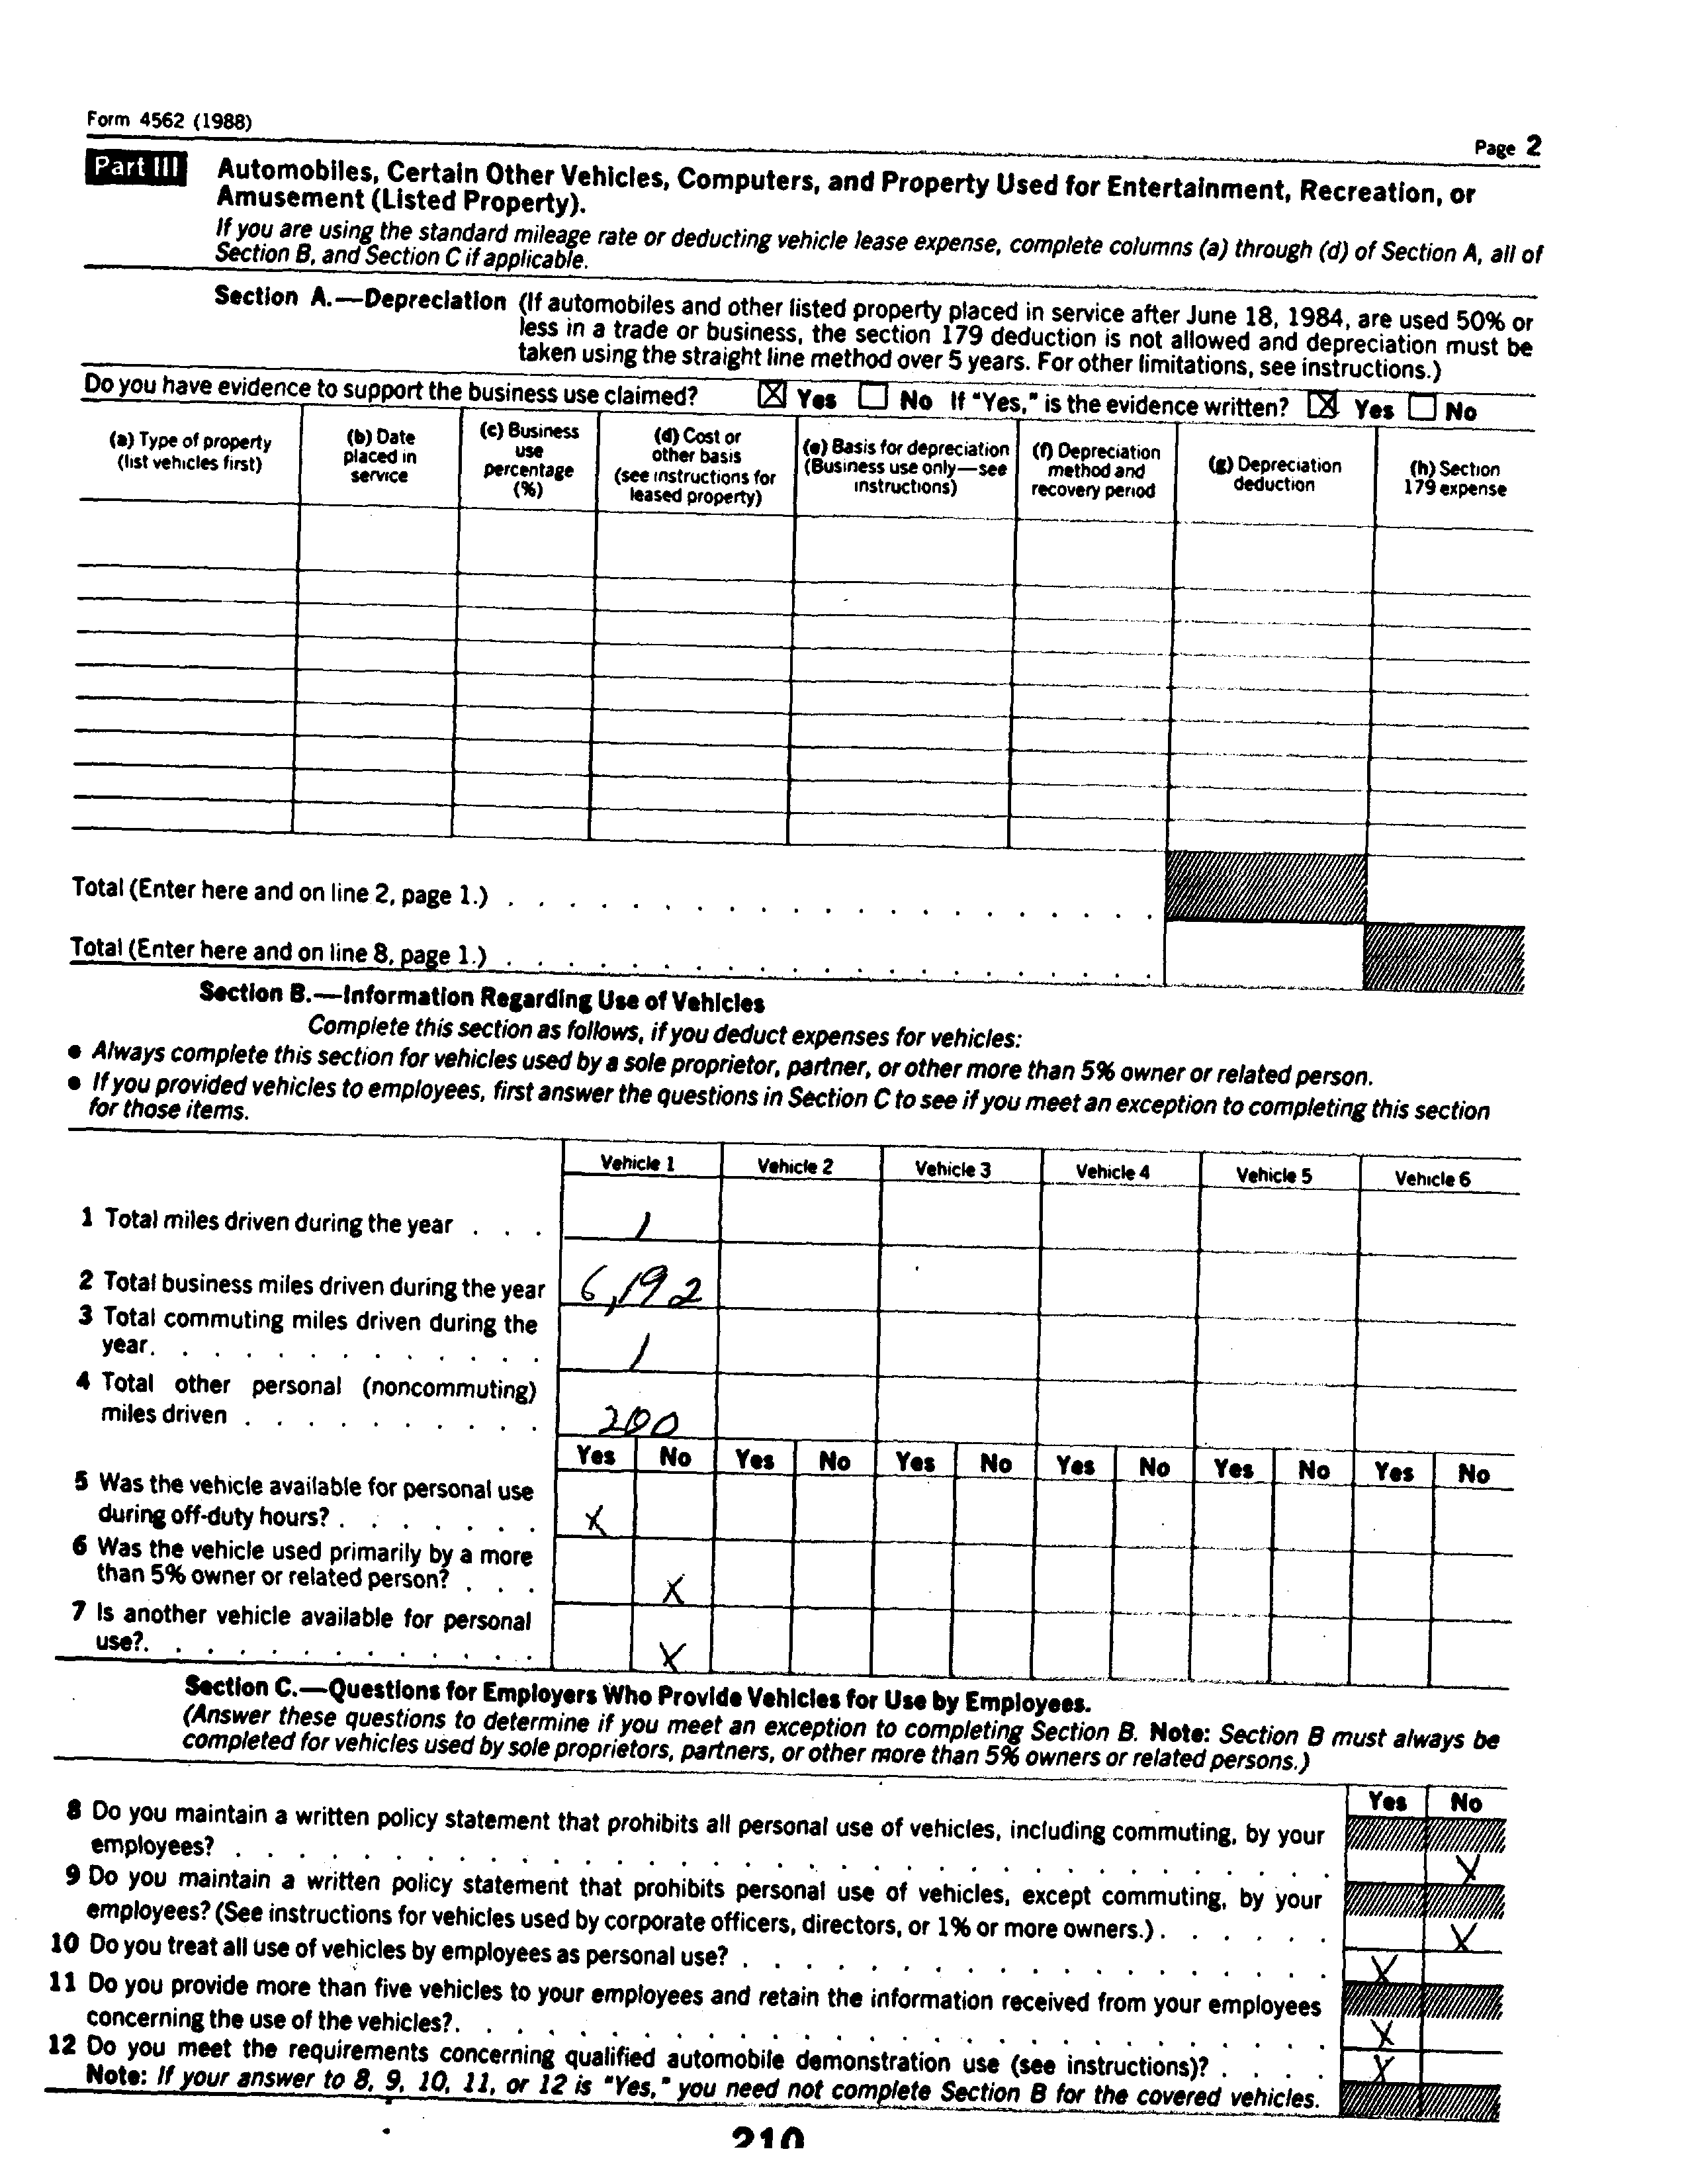 Form 4562 (1988)
Page 2
Part III Automobiles, Certain Other Vehicles, Computers, and Property Used for Entertainment, Recreation, or
Amusement (Listed Property).
If you are using the standard mileage rate or deducting vehicle lease expense, complete columns (a) through (d) of Section A, all of
Section B, and Section C if applicable.
Section A.—Depreciation (If automobiles and other listed property placed in service after June 18, 1984, are used 50% or
less in a trade or business, the section 179 deduction is not allowed and depreciation must be
taken using the straight line method over 5 years. For other limitations, see instructions.)
Do you have evidence to support the business use claimed? ☒ Yes ☐ No If "Yes," is the evidence written? ☒ Yes ☐ No
(a) Type of property
(list vehicles first)
(b) Date
placed in
service
(c) Business
use
percentage
(%)
(d) Cost or
other basis
(see instructions for
leased property)
(e) Basis for depreciation
(Business use only—see
instructions)
(f) Depreciation
method and
recovery period
(g) Depreciation
deduction
(h) Section
179 expense
Total (Enter here and on line 2, page 1.) . . . . . . . . . . . . . . . . . . . . .
Total (Enter here and on line 8, page 1.) . . . . . . . . . . . . . . . . . . . . .
Section B.—Information Regarding Use of Vehicles
Complete this section as follows, if you deduct expenses for vehicles:
● Always complete this section for vehicles used by a sole proprietor, partner, or other more than 5% owner or related person.
● If you provided vehicles to employees, first answer the questions in Section C to see if you meet an exception to completing this section
for those items.
Vehicle 1 Vehicle 2 Vehicle 3 Vehicle 4 Vehicle 5 Vehicle 6
1 Total miles driven during the year . . . 1
2 Total business miles driven during the year 6,192
3 Total commuting miles driven during the
year. . . . . . . . . . . . . 1
4 Total other personal (noncommuting)
miles driven . . . . . . . . . . 200
Yes No Yes No Yes No Yes No Yes No Yes No
5 Was the vehicle available for personal use
during off-duty hours? . . . . . . . X
6 Was the vehicle used primarily by a more
than 5% owner or related person? . . . X
7 Is another vehicle available for personal
use?. . . . . . . . . . . . . X
Section C.—Questions for Employers Who Provide Vehicles for Use by Employees.
(Answer these questions to determine if you meet an exception to completing Section B. Note: Section B must always be
completed for vehicles used by sole proprietors, partners, or other more than 5% owners or related persons.)
Yes No
8 Do you maintain a written policy statement that prohibits all personal use of vehicles, including commuting, by your
employees? . . . . . . . . . . . . . . . . . . . . . . . . . . . X
9 Do you maintain a written policy statement that prohibits personal use of vehicles, except commuting, by your
employees? (See instructions for vehicles used by corporate officers, directors, or 1% or more owners.) . . . . . . X
10 Do you treat all use of vehicles by employees as personal use? . . . . . . . . . . . . . . . . . . . X
11 Do you provide more than five vehicles to your employees and retain the information received from your employees
concerning the use of the vehicles?. . . . . . . . . . . . . . . . . . . . . . . X
12 Do you meet the requirements concerning qualified automobile demonstration use (see instructions)? . . . . X
Note: If your answer to 8, 9, 10, 11, or 12 is "Yes," you need not complete Section B for the covered vehicles.
210